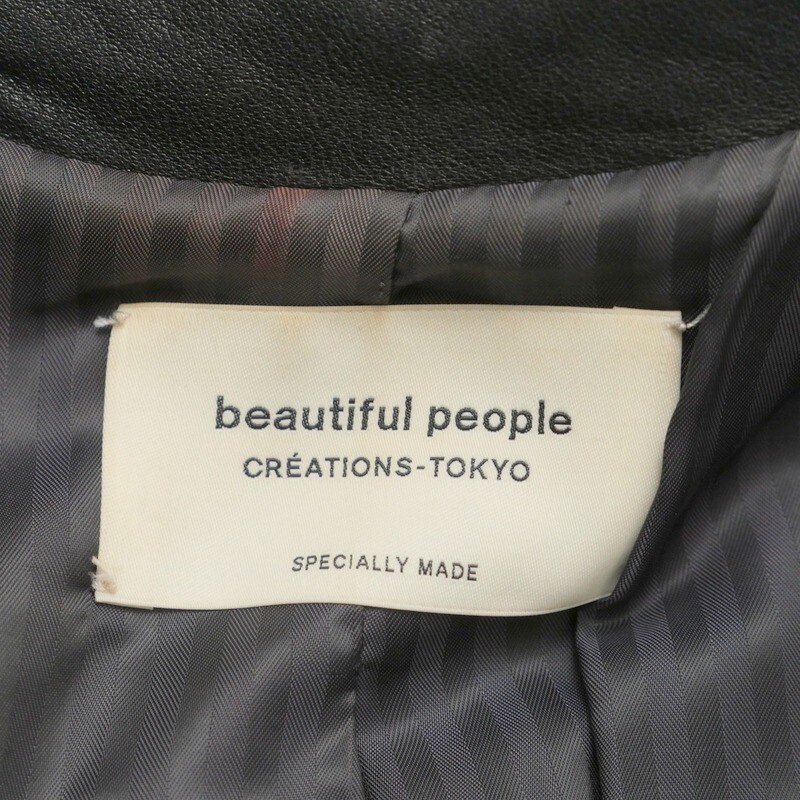 beautiful people
CRÉATIONS-TOKYO
SPECIALLY MADE